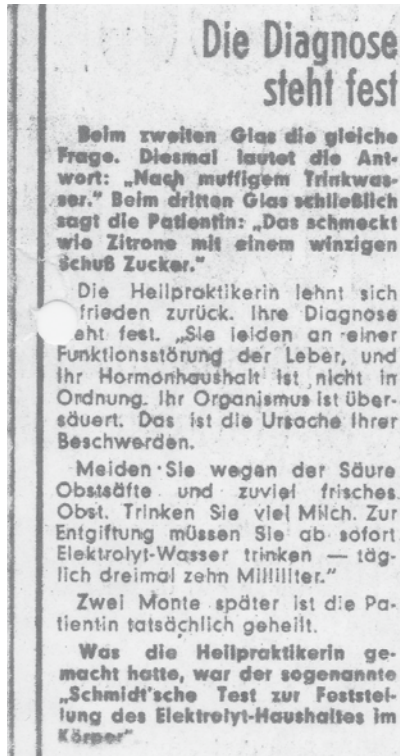 Die Diagnose
steht fest
Beim zweiten Glas die gleiche
Frage. Diesmal lautet die Ant-
wort: „Nach muffigem Trinkwas-
ser." Beim dritten Glas schließlich
sagt die Patientin: „Das schmeckt
wie Zitrone mit einem winzigen
Schuß Zucker."
Die Heilpraktikerin lehnt sich
frieden zurück. Ihre Diagnose
eht fest. „Sie leiden an einer
Funktionsstörung der Leber, und
Ihr Hormonhaushalt ist nicht in
Ordnung. Ihr Organismus ist über-
säuert. Das ist die Ursache Ihrer
Beschwerden.
Meiden Sie wegen der Säure
Obstsäfte und zuviel frisches
Obst. Trinken Sie viel Milch. Zur
Entgiftung müssen Sie ab sofort
Elektrolyt-Wasser trinken — täg-
lich dreimal zehn Milliliter."
Zwei Monte später ist die Pa-
tientin tatsächlich geheilt.
Was die Heilpraktikerin ge-
macht hatte, war der sogenannte
„Schmidt'sche Test zur Feststel-
lung des Elektrolyt-Haushaltes im
Körper"